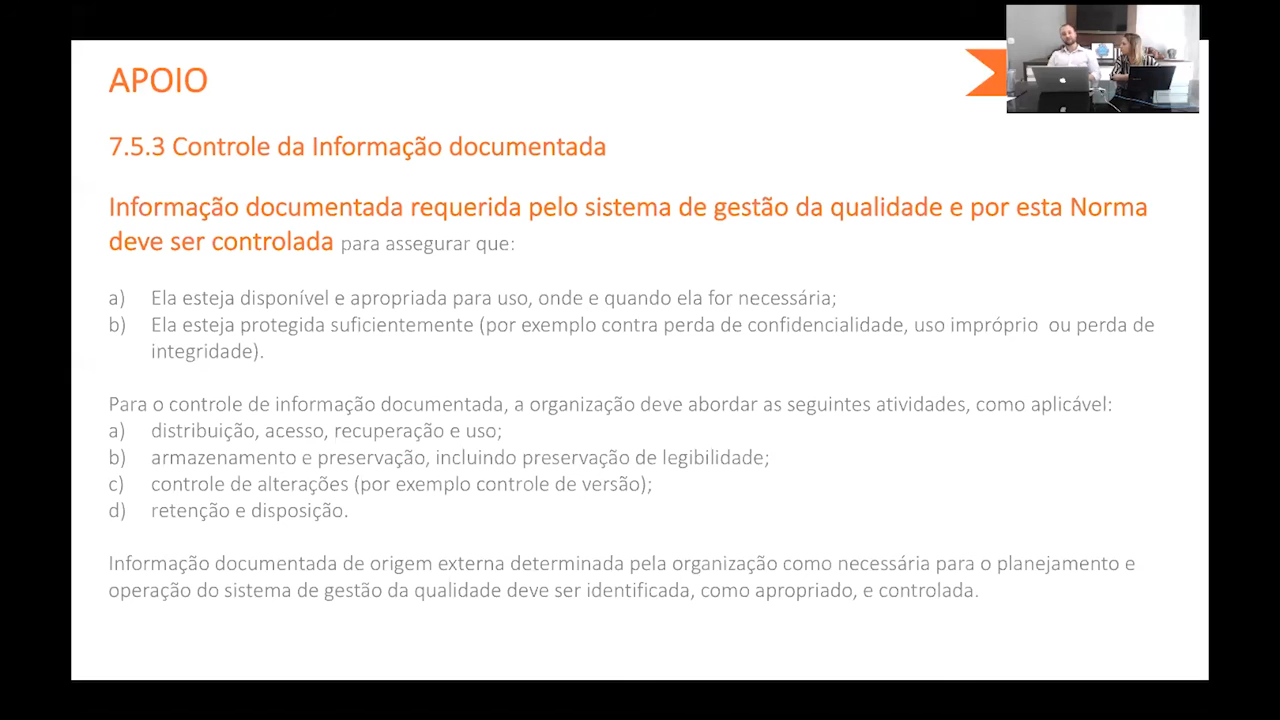 APOIO
7.5.3 Controle da Informação documentada
Informação documentada requerida pelo sistema de gestão da qualidade e por esta Norma
deve ser controlada para assegurar que:
a) Ela esteja disponível e apropriada para uso, onde e quando ela for necessária;
b) Ela esteja protegida suficientemente (por exemplo contra perda de confidencialidade, uso impróprio ou perda de
integridade).
Para o controle de informação documentada, a organização deve abordar as seguintes atividades, como aplicável:
a) distribuição, acesso, recuperação e uso;
b) armazenamento e preservação, incluindo preservação de legibilidade;
c) controle de alterações (por exemplo controle de versão);
d) retenção e disposição.
Informação documentada de origem externa determinada pela organização como necessária para o planejamento e
operação do sistema de gestão da qualidade deve ser identificada, como apropriado, e controlada.